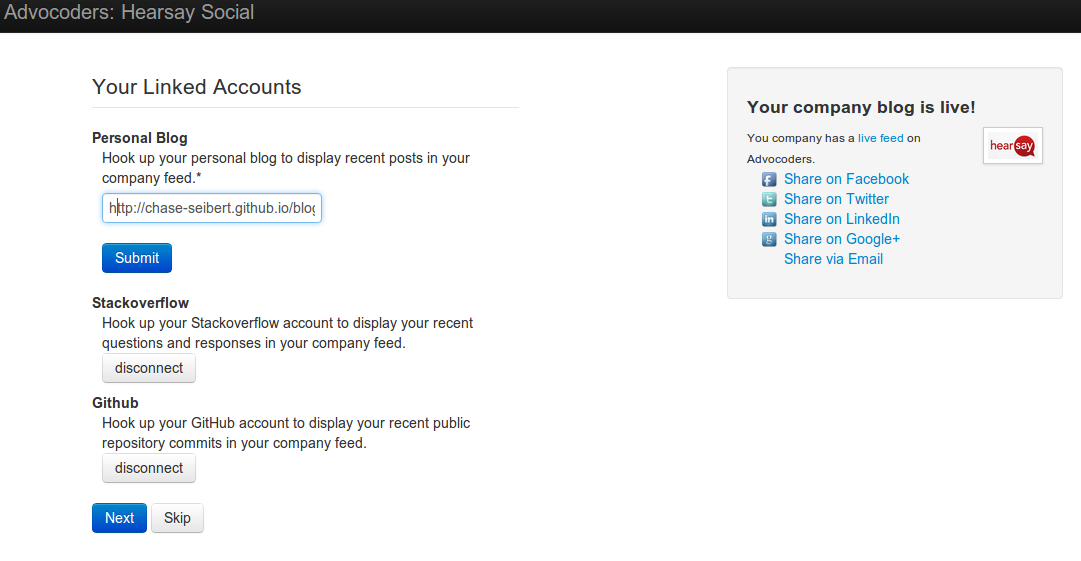 Advocoders: Hearsay Social
Your Linked Accounts
Personal Blog
Hook up your personal blog to display recent posts in your
company feed.*
http://chase-seibert.github.io/blog
Submit
Stackoverflow
Hook up your Stackoverflow account to display your recent
questions and responses in your company feed.
disconnect
Github
Hook up your GitHub account to display your recent public
repository commits in your company feed.
disconnect
Next Skip
Your company blog is live!
You company has a live feed on
Advocoders.
hearsay
f Share on Facebook
t Share on Twitter
in Share on LinkedIn
g Share on Google+
Share via Email